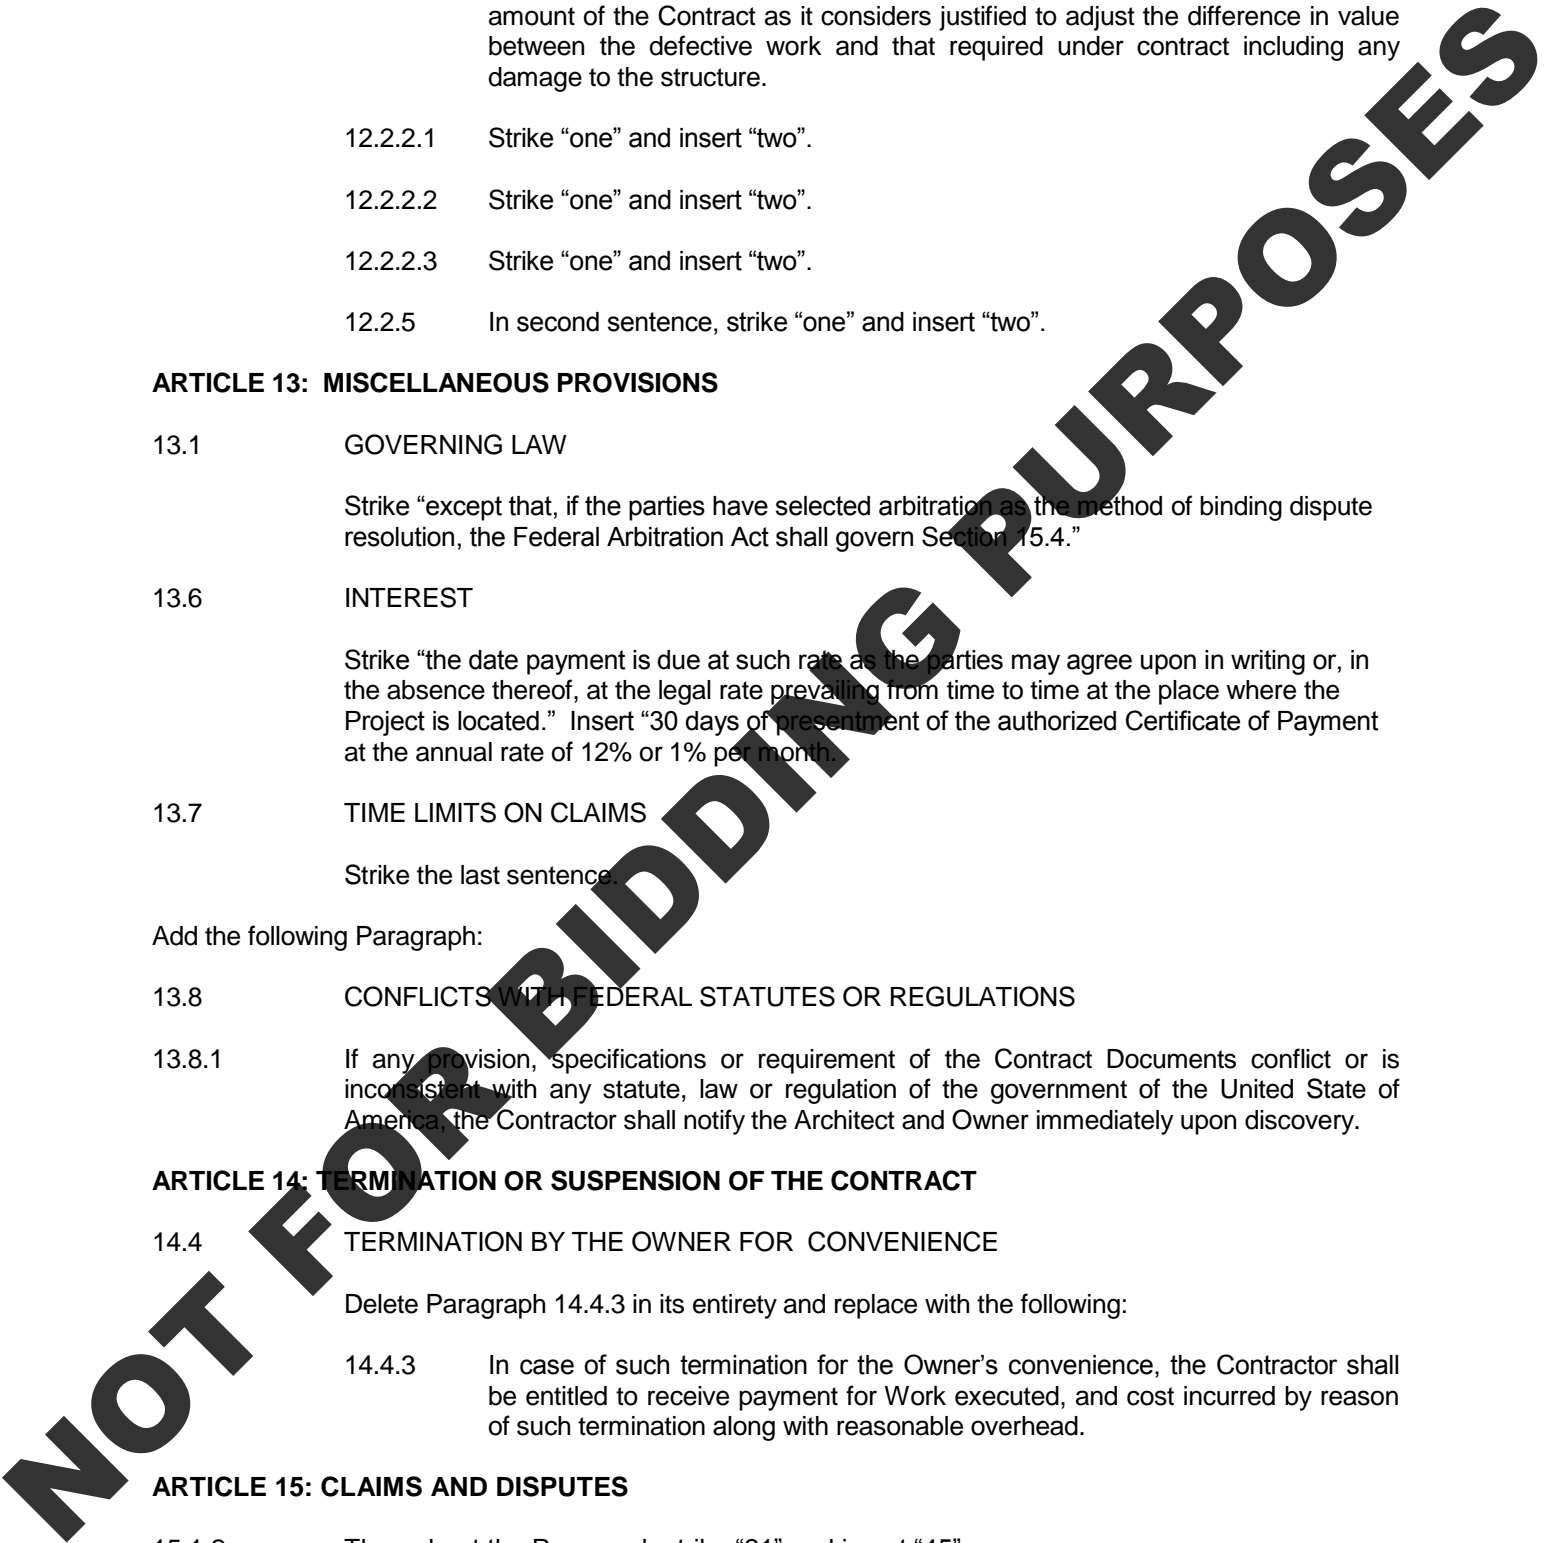 amount of the Contract as it considers justified to adjust the difference in value
between the defective work and that required under contract including any
damage to the structure.
12.2.2.1 Strike “one” and insert “two”.
12.2.2.2 Strike “one” and insert “two”.
12.2.2.3 Strike “one” and insert “two”.
12.2.5 In second sentence, strike “one” and insert “two”.
ARTICLE 13: MISCELLANEOUS PROVISIONS
13.1 GOVERNING LAW
Strike “except that, if the parties have selected arbitration as the method of binding dispute
resolution, the Federal Arbitration Act shall govern Section 15.4.”
13.6 INTEREST
Strike “the date payment is due at such rate as the parties may agree upon in writing or, in
the absence thereof, at the legal rate prevailing from time to time at the place where the
Project is located.” Insert “30 days of presentment of the authorized Certificate of Payment
at the annual rate of 12% or 1% per month.
13.7 TIME LIMITS ON CLAIMS
Strike the last sentence.
Add the following Paragraph:
13.8 CONFLICTS WITH FEDERAL STATUTES OR REGULATIONS
13.8.1 If any provision, specifications or requirement of the Contract Documents conflict or is
inconsistent with any statute, law or regulation of the government of the United State of
America, the Contractor shall notify the Architect and Owner immediately upon discovery.
ARTICLE 14: TERMINATION OR SUSPENSION OF THE CONTRACT
14.4 TERMINATION BY THE OWNER FOR CONVENIENCE
Delete Paragraph 14.4.3 in its entirety and replace with the following:
14.4.3 In case of such termination for the Owner’s convenience, the Contractor shall
be entitled to receive payment for Work executed, and cost incurred by reason
of such termination along with reasonable overhead.
ARTICLE 15: CLAIMS AND DISPUTES
NOT FOR BIDDING PURPOSES